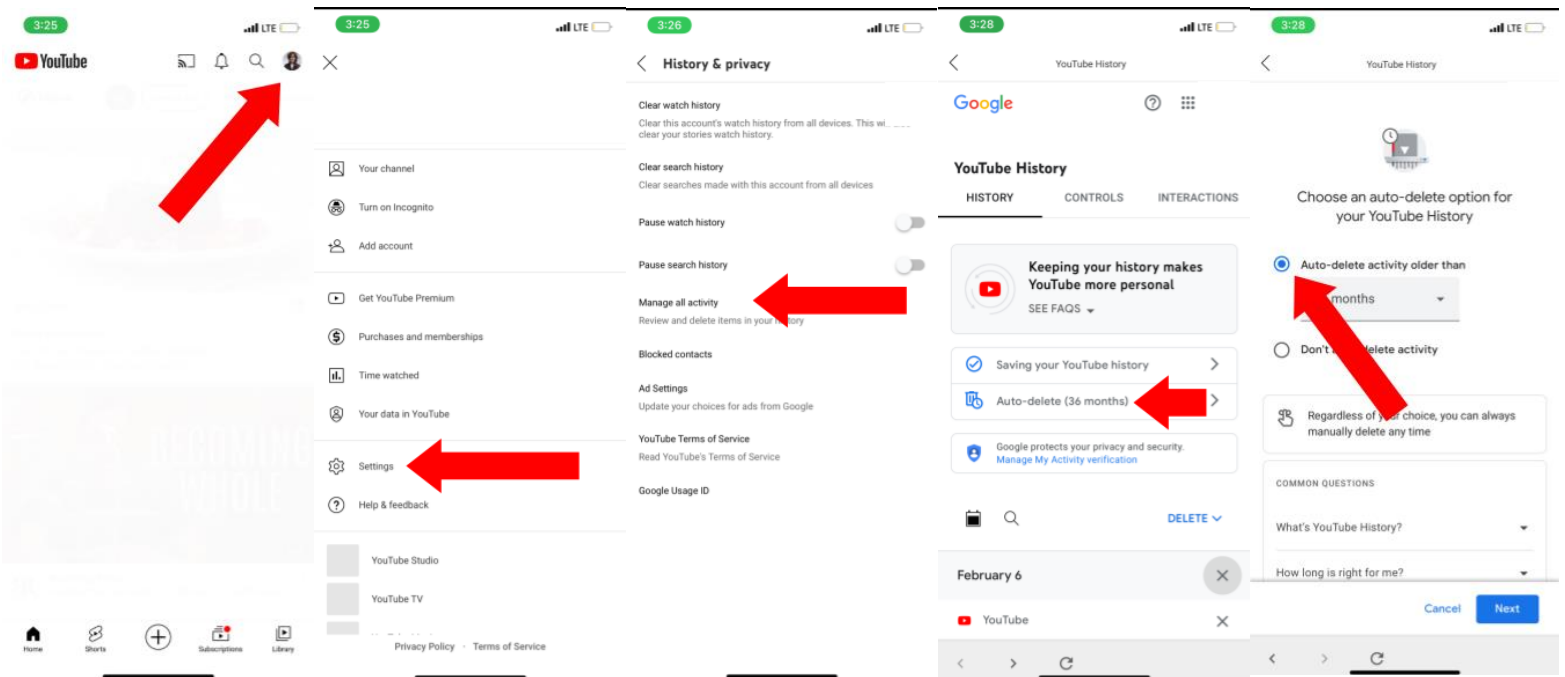 3:25
LTE
YouTube
Home
Shorts
Subscriptions
Library
3:25
LTE
Your channel
Turn on Incognito
Add account
Get YouTube Premium
Purchases and memberships
Time watched
Your data in YouTube
Settings
Help & feedback
YouTube Studio
YouTube TV
Privacy Policy · Terms of Service
3:26
LTE
History & privacy
Clear watch history
Clear this account's watch history from all devices. This
clear your stories watch history.
Clear search history
Clear searches made with this account from all devices
Pause watch history
Pause search history
Manage all activity
Review and delete items in your history
Blocked contacts
Ad Settings
Update your choices for ads from Google
YouTube Terms of Service
Read YouTube's Terms of Service
Google Usage ID
3:28
LTE
YouTube History
Google
YouTube History
HISTORY CONTROLS INTERACTIONS
Keeping your history makes
YouTube more personal
SEE FAQS
Saving your YouTube history
Auto-delete (36 months)
Google protects your privacy and security.
Manage My Activity verification
DELETE
February 6
YouTube
3:28
LTE
YouTube History
Choose an auto-delete option for
your YouTube History
Auto-delete activity older than
months
Don't delete activity
Regardless of your choice, you can always
manually delete any time
COMMON QUESTIONS
What's YouTube History?
How long is right for me?
Cancel Next